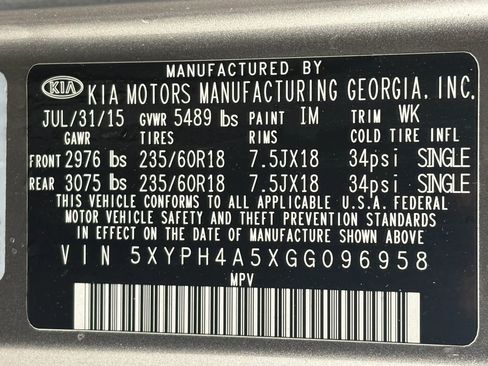 MANUFACTURED BY
KIA KIA MOTORS MANUFACTURING GEORGIA, INC.
JUL/31/15 GVWR 5489 lbs PAINT IM TRIM WK
GAWR TIRES RIMS COLD TIRE INFL
FRONT 2976 lbs 235/60R18 7.5JX18 34psi SINGLE
REAR 3075 lbs 235/60R18 7.5JX18 34psi SINGLE
THIS VEHICLE CONFORMS TO ALL APPLICABLE U.S.A. FEDERAL
MOTOR VEHICLE SAFETY AND THEFT PREVENTION STANDARDS
IN EFFECT ON THE DATE OF MANUFACTURE SHOWN ABOVE.
VIN 5XYPH4A5XGG096958
MPV